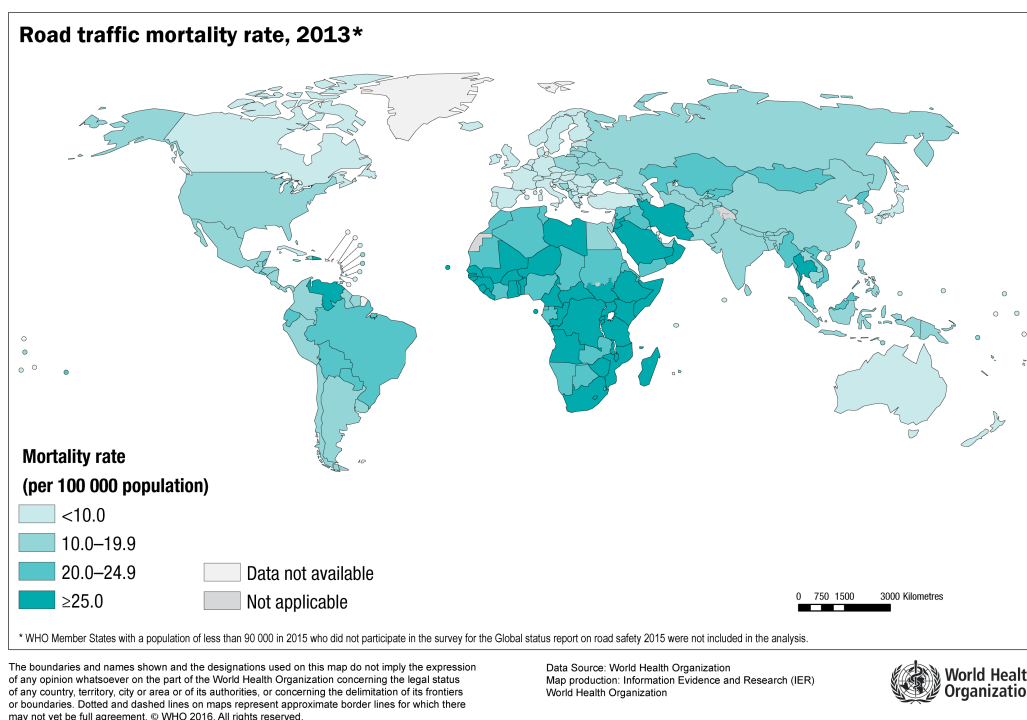 Road traffic mortality rate, 2013*
Mortality rate
(per 100 000 population)
<10.0
10.0–19.9
20.0–24.9
≥25.0
Data not available
Not applicable
0 750 1500 3000 Kilometres
* WHO Member States with a population of less than 90 000 in 2015 who did not participate in the survey for the Global status report on road safety 2015 were not included in the analysis.
The boundaries and names shown and the designations used on this map do not imply the expression
of any opinion whatsoever on the part of the World Health Organization concerning the legal status
of any country, territory, city or area or of its authorities, or concerning the delimitation of its frontiers
or boundaries. Dotted and dashed lines on maps represent approximate border lines for which there
may not yet be full agreement. © WHO 2016. All rights reserved.
Data Source: World Health Organization
Map production: Information Evidence and Research (IER)
World Health Organization
World Healt
Organizatio